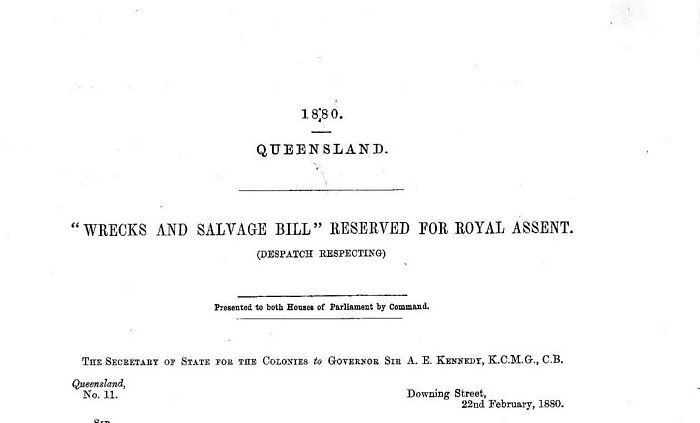 1880.
QUEENSLAND.
"WRECKS AND SALVAGE BILL" RESERVED FOR ROYAL ASSENT.
(DESPATCH RESPECTING)
Presented to both Houses of Parliament by Command.
THE SECRETARY OF STATE FOR THE COLONIES to GOVERNOR SIR A. E. KENNEDY, K.C.M.G., C.B.
Queensland,
No. 11.
Downing Street,
22nd February, 1880.